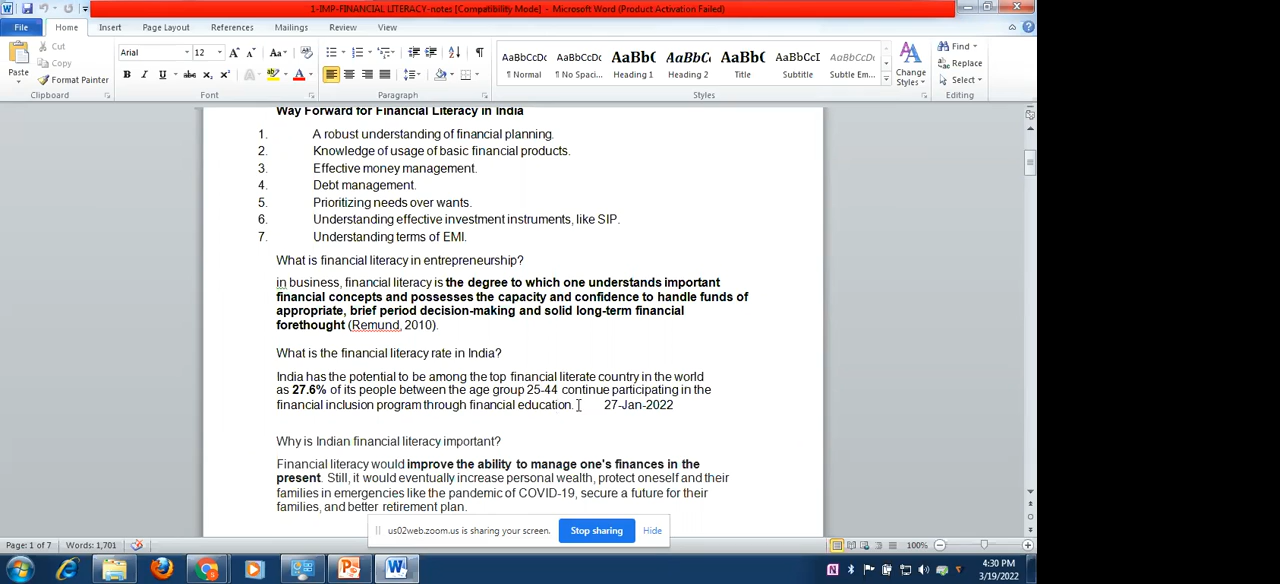 1-IMP-FINANCIAL LITERACY-notes [Compatibility Mode] - Microsoft Word (Product Activation Failed)
File Home Insert Page Layout References Mailings Review View
Paste Cut Copy Format Painter
Arial 12
AaBbCcDc AaBbCcDc AaBbC AaBbCc AaBbC AaBbCcI AaBbCcDc
¶ Normal ¶ No Spaci... Heading 1 Heading 2 Title Subtitle Subtle Em...
Change Styles
Find Replace Select
Clipboard Font Paragraph Styles Editing
Way Forward for Financial Literacy in India
1. A robust understanding of financial planning.
2. Knowledge of usage of basic financial products.
3. Effective money management.
4. Debt management.
5. Prioritizing needs over wants.
6. Understanding effective investment instruments, like SIP.
7. Understanding terms of EMI.
What is financial literacy in entrepreneurship?
in business, financial literacy is the degree to which one understands important
financial concepts and possesses the capacity and confidence to handle funds of
appropriate, brief period decision-making and solid long-term financial
forethought (Remund, 2010).
What is the financial literacy rate in India?
India has the potential to be among the top financial literate country in the world
as 27.6% of its people between the age group 25-44 continue participating in the
financial inclusion program through financial education. 27-Jan-2022
Why is Indian financial literacy important?
Financial literacy would improve the ability to manage one's finances in the
present. Still, it would eventually increase personal wealth, protect oneself and their
families in emergencies like the pandemic of COVID-19, secure a future for their
families, and better retirement plan.
us02web.zoom.us is sharing your screen. Stop sharing Hide
Page: 1 of 7 Words: 1,701 100%
4:30 PM
3/19/2022